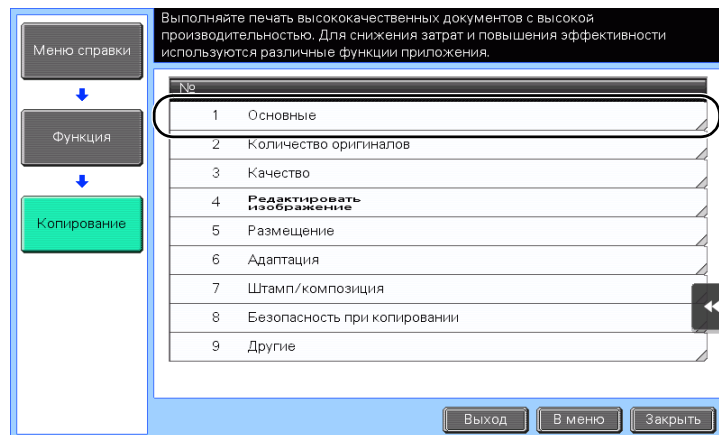 Выполняйте печать высококачественных документов с высокой
производительностью. Для снижения затрат и повышения эффективности
используются различные функции приложения.
Меню справки
Функция
Копирование
№
1 Основные
2 Количество оригиналов
3 Качество
4 Редактировать
изображение
5 Размещение
6 Адаптация
7 Штамп/композиция
8 Безопасность при копировании
9 Другие
Выход В меню Закрыть